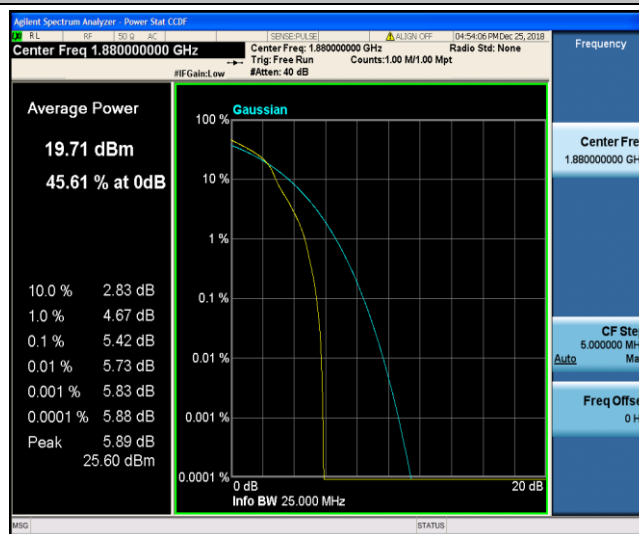 Agilent Spectrum Analyzer - Power Stat CCDF
RL RF 50 Ω AC SENSE:PULSE ALIGN OFF 04:54:06 PM Dec 25, 2018
Center Freq 1.880000000 GHz
Center Freq: 1.880000000 GHz Radio Std: None
Trig: Free Run Counts:1.00 M/1.00 Mpt
#IFGain:Low #Atten: 40 dB
Frequency
Average Power
19.71 dBm
45.61 % at 0dB
10.0 % 2.83 dB
1.0 % 4.67 dB
0.1 % 5.42 dB
0.01 % 5.73 dB
0.001 % 5.83 dB
0.0001 % 5.88 dB
Peak 5.89 dB
25.60 dBm
Gaussian
100 %
10 %
1 %
0.1 %
0.01 %
0.001 %
0.0001 %
0 dB 20 dB
Info BW 25.000 MHz
Center Fre
1.880000000 GH
CF Ste
5.000000 MH
Auto Ma
Freq Offse
0 H
MSG STATUS